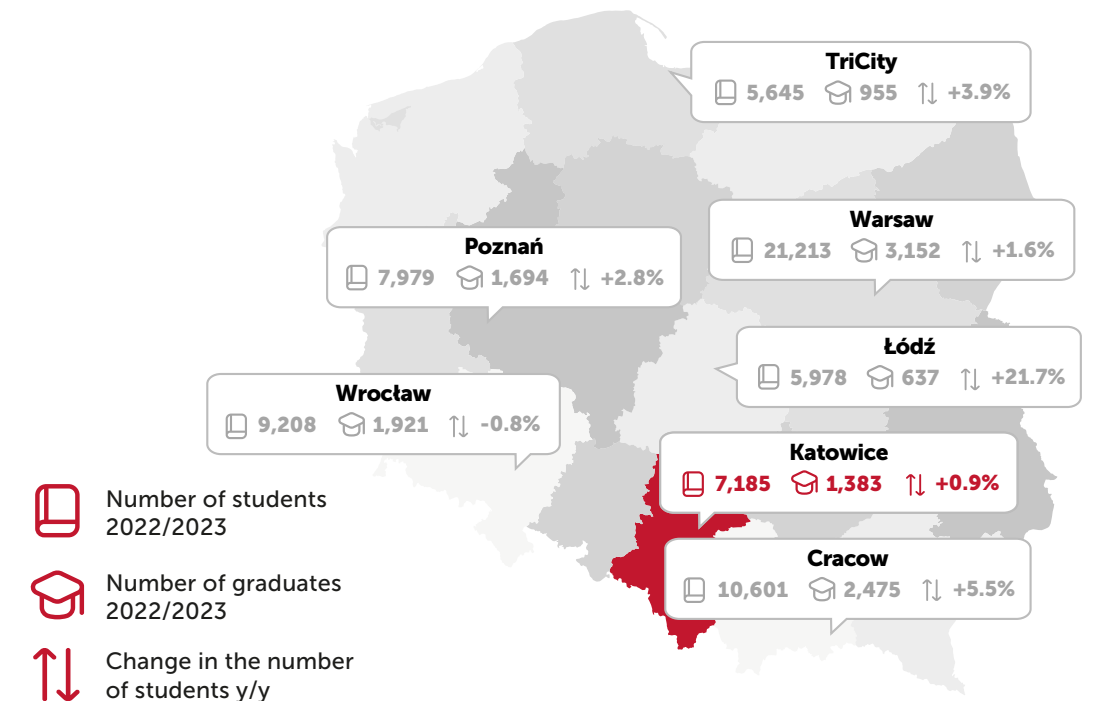 TriCity
5,645 955 +3.9%
Warsaw
21,213 3,152 +1.6%
Poznań
7,979 1,694 +2.8%
Łódź
5,978 637 +21.7%
Wrocław
9,208 1,921 -0.8%
Katowice
7,185 1,383 +0.9%
Cracow
10,601 2,475 +5.5%
Number of students
2022/2023
Number of graduates
2022/2023
Change in the number
of students y/y